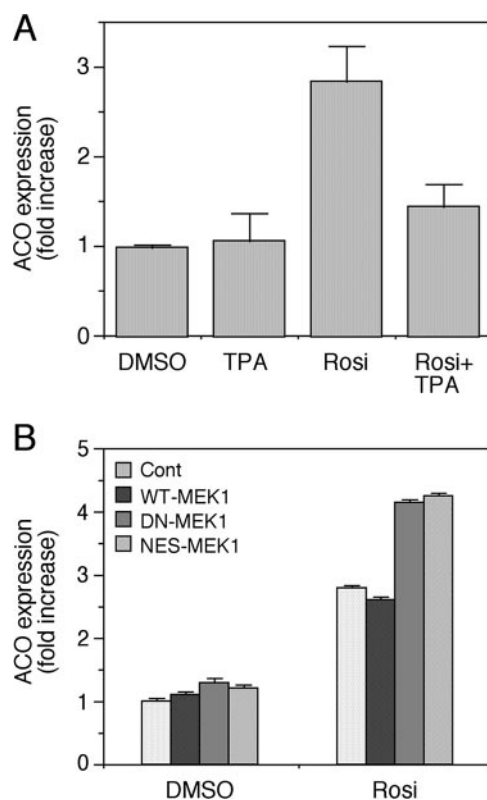 A
ACO expression
(fold increase)
3
2
1
0
DMSO TPA Rosi Rosi+
TPA
B
ACO expression
(fold increase)
5
4
3
2
1
0
Cont
WT-MEK1
DN-MEK1
NES-MEK1
DMSO Rosi